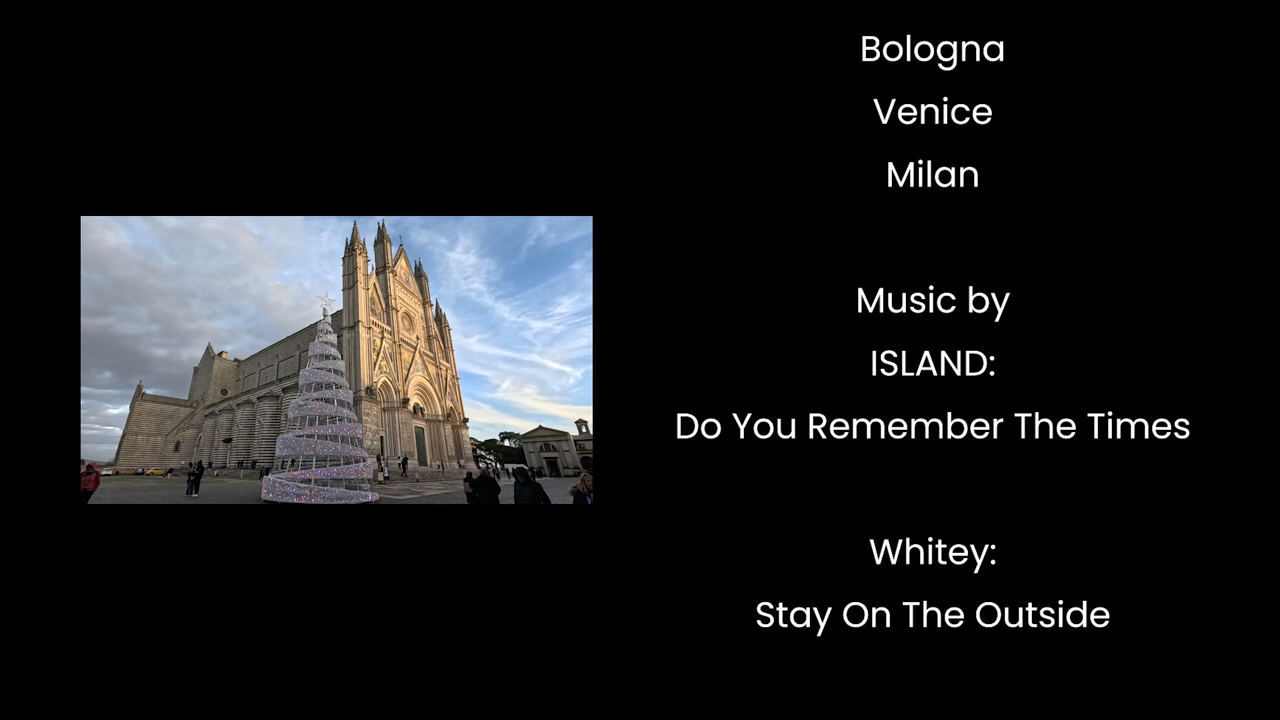 Bologna
Venice
Milan
Music by
ISLAND:
Do You Remember The Times
Whitey:
Stay On The Outside